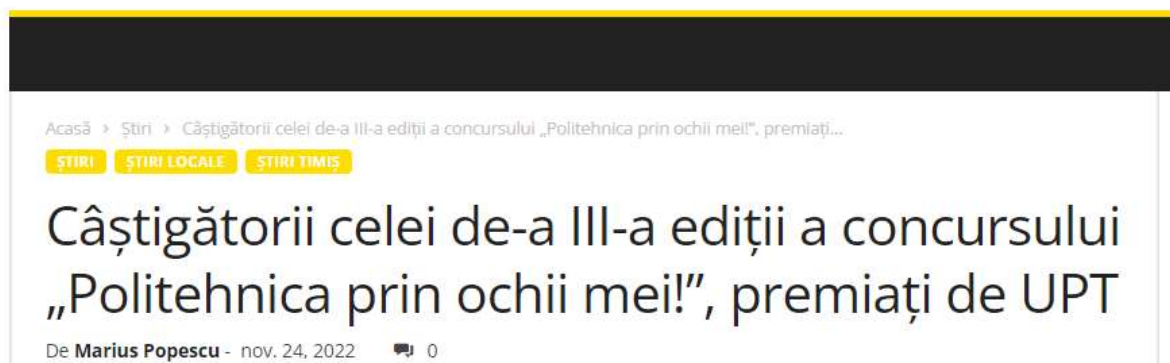 Acasă › Știri › Câștigătorii celei de-a III-a ediții a concursului „Politehnica prin ochii mei!”, premiați...
ȘTIRI ȘTIRI LOCALE ȘTIRI TIMIȘ
Câștigătorii celei de-a III-a ediții a concursului
„Politehnica prin ochii mei!”, premiați de UPT
De Marius Popescu - nov. 24, 2022 0